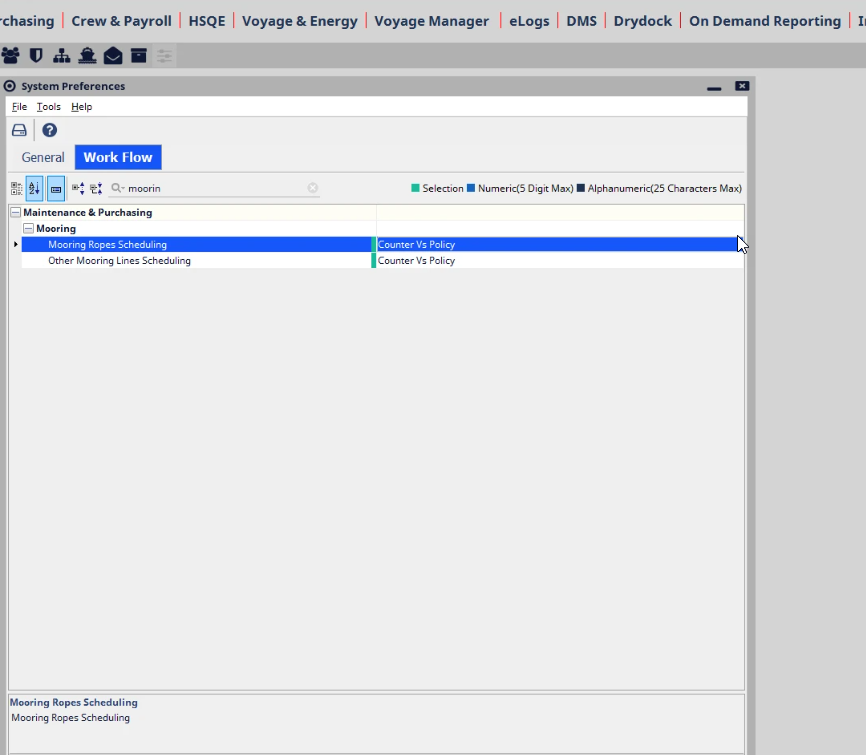 rchasing Crew & Payroll HSQE Voyage & Energy Voyage Manager eLogs DMS Drydock On Demand Reporting
System Preferences
File Tools Help
General Work Flow
moorin Selection Numeric(5 Digit Max) Alphanumeric(25 Characters Max)
Maintenance & Purchasing
Mooring
Mooring Ropes Scheduling Counter Vs Policy
Other Mooring Lines Scheduling Counter Vs Policy
Mooring Ropes Scheduling
Mooring Ropes Scheduling